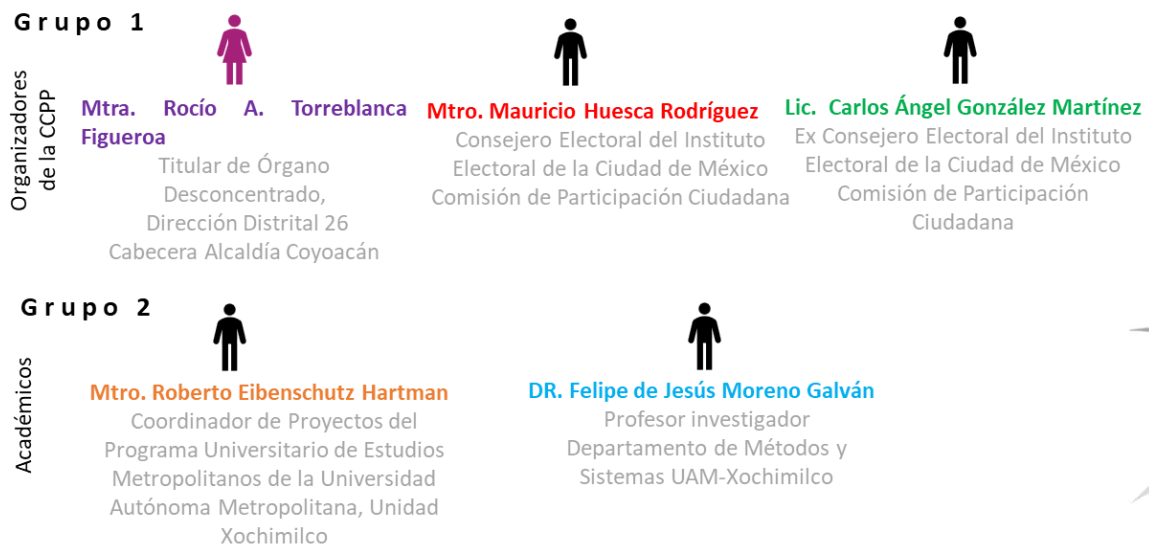 Grupo 1
Organizadores
de la CCPP
Mtra. Rocío A. Torreblanca
Figueroa
Titular de Órgano
Desconcentrado,
Dirección Distrital 26
Cabecera Alcaldía Coyoacán
Mtro. Mauricio Huesca Rodríguez
Consejero Electoral del Instituto
Electoral de la Ciudad de México
Comisión de Participación Ciudadana
Lic. Carlos Ángel González Martínez
Ex Consejero Electoral del Instituto
Electoral de la Ciudad de México
Comisión de Participación
Ciudadana
Grupo 2
Académicos
Mtro. Roberto Eibenschutz Hartman
Coordinador de Proyectos del
Programa Universitario de Estudios
Metropolitanos de la Universidad
Autónoma Metropolitana, Unidad
Xochimilco
DR. Felipe de Jesús Moreno Galván
Profesor investigador
Departamento de Métodos y
Sistemas UAM-Xochimilco